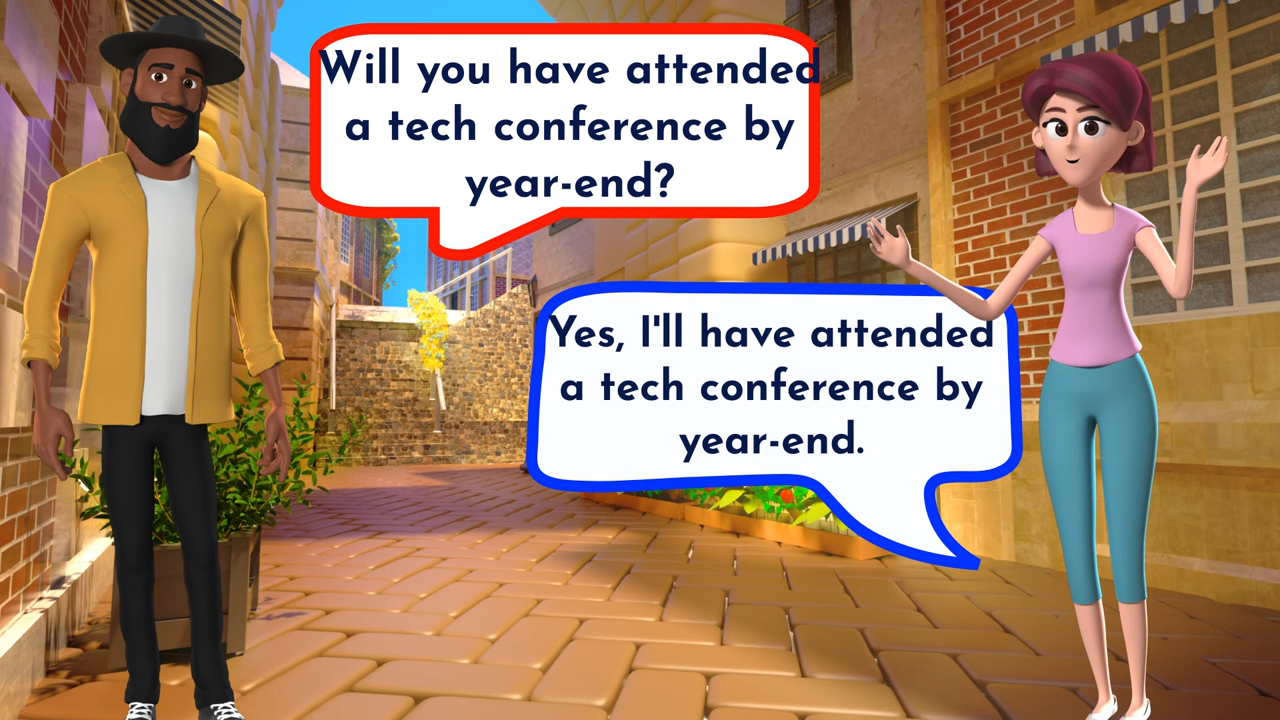 Will you have attended
a tech conference by
year-end?
Yes, I'll have attended
a tech conference by
year-end.